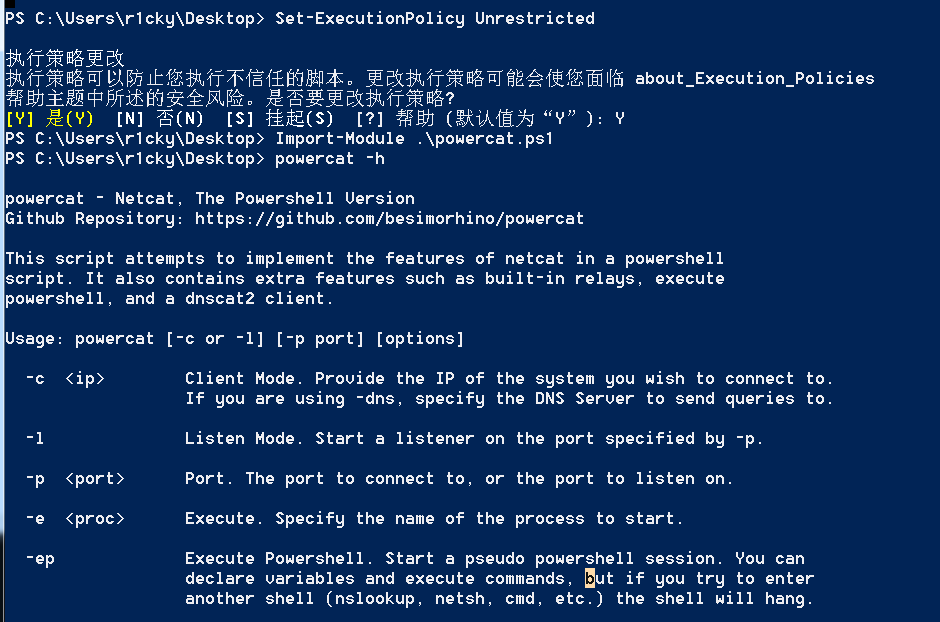 PS C:\Users\r1cky\Desktop> Set-ExecutionPolicy Unrestricted
执行策略更改
执行策略可以防止您执行不信任的脚本。更改执行策略可能会使您面临 about_Execution_Policies
帮助主题中所述的安全风险。是否要更改执行策略?
[Y] 是(Y)  [N] 否(N)  [S] 挂起(S)  [?] 帮助 (默认值为“Y”): Y
PS C:\Users\r1cky\Desktop> Import-Module .\powercat.ps1
PS C:\Users\r1cky\Desktop> powercat -h
powercat - Netcat, The Powershell Version
Github Repository: https://github.com/besimorhino/powercat
This script attempts to implement the features of netcat in a powershell
script. It also contains extra features such as built-in relays, execute
powershell, and a dnscat2 client.
Usage: powercat [-c or -l] [-p port] [options]
-c  <ip>        Client Mode. Provide the IP of the system you wish to connect to.
If you are using -dns, specify the DNS Server to send queries to.
-l              Listen Mode. Start a listener on the port specified by -p.
-p  <port>      Port. The port to connect to, or the port to listen on.
-e  <proc>      Execute. Specify the name of the process to start.
-ep             Execute Powershell. Start a pseudo powershell session. You can
declare variables and execute commands, but if you try to enter
another shell (nslookup, netsh, cmd, etc.) the shell will hang.